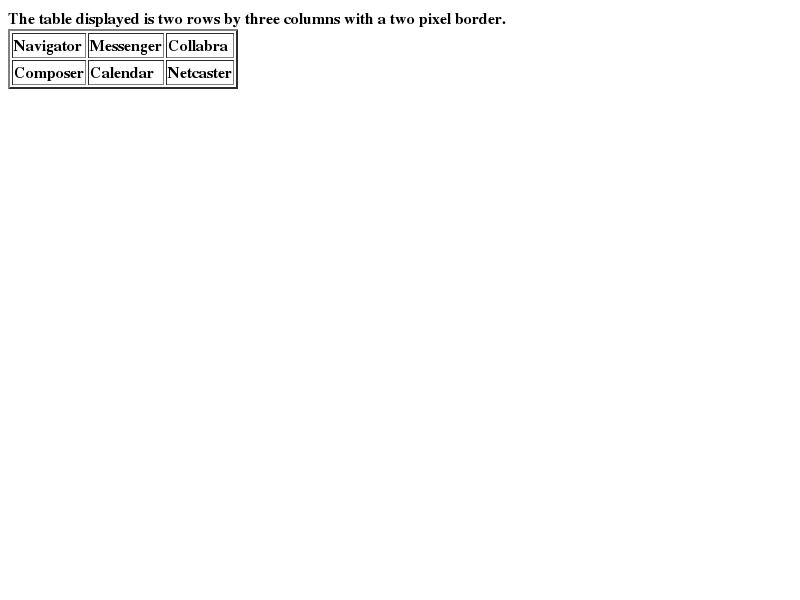 The table displayed is two rows by three columns with a two pixel border.
Navigator Messenger Collabra
Composer Calendar Netcaster